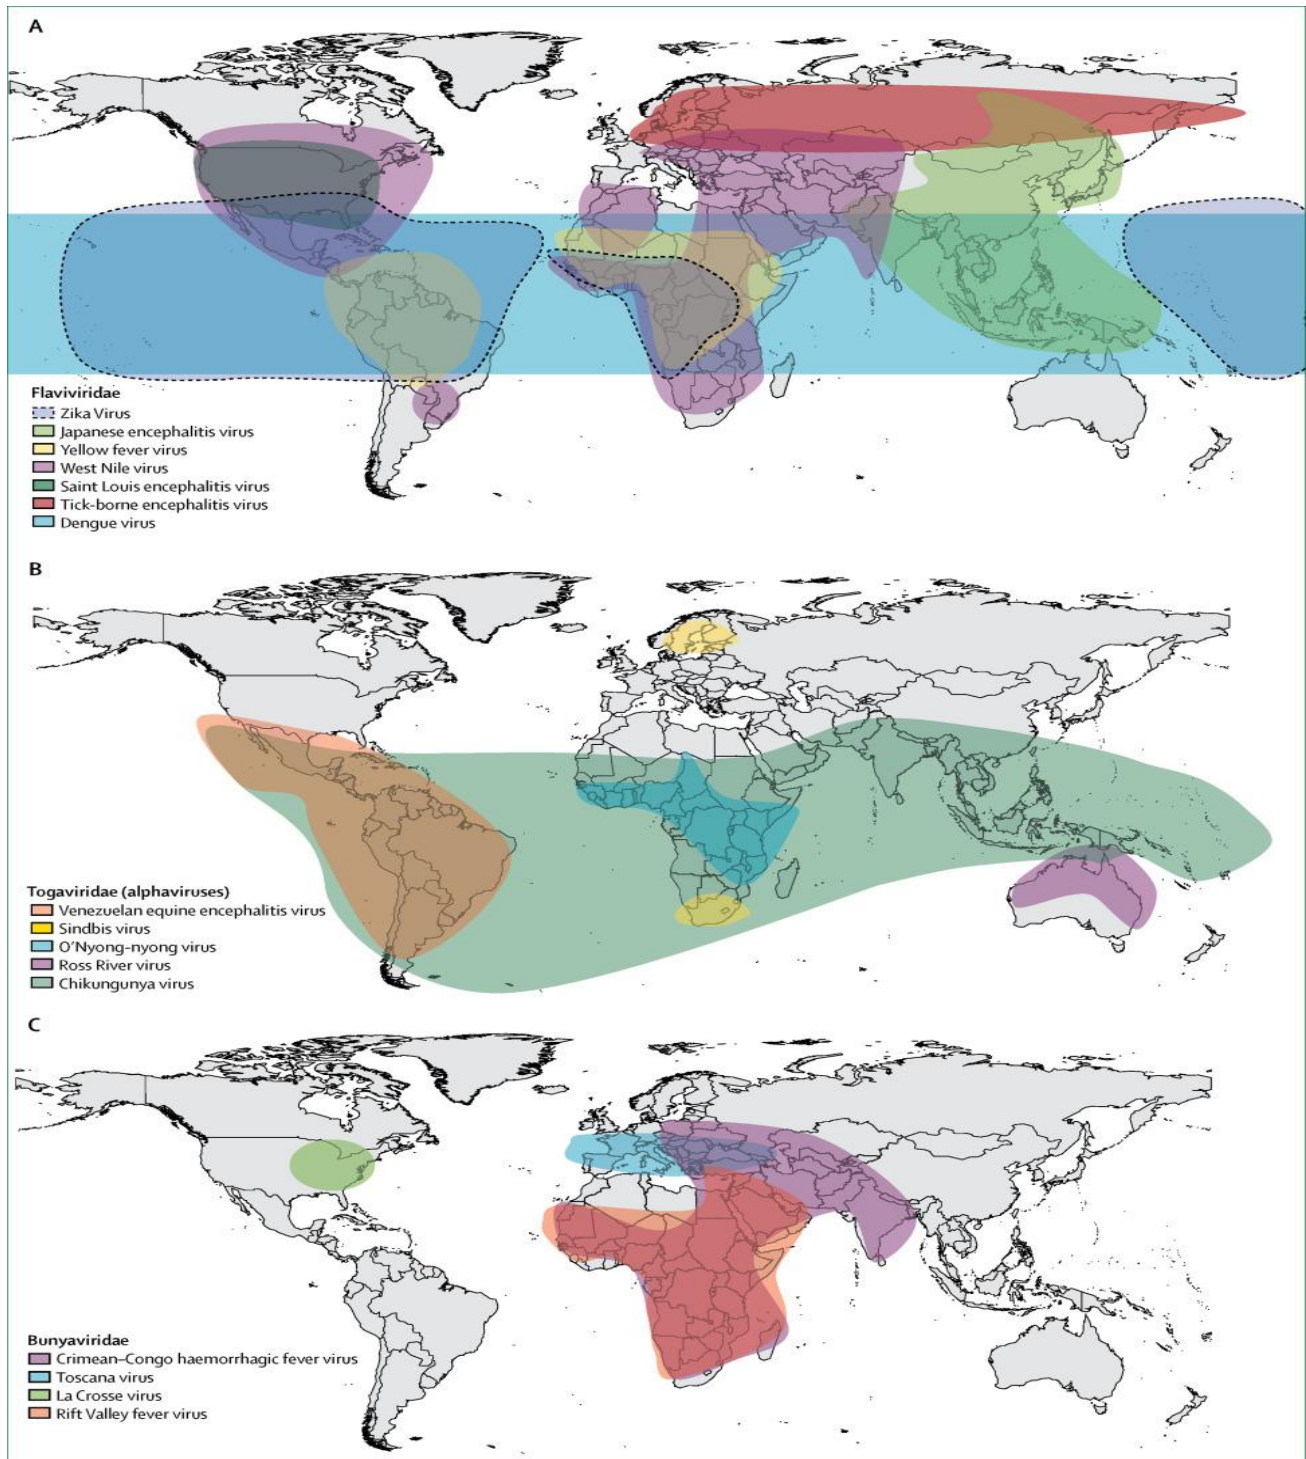 A
Flaviviridae
Zika Virus
Japanese encephalitis virus
Yellow fever virus
West Nile virus
Saint Louis encephalitis virus
Tick-borne encephalitis virus
Dengue virus
B
Togaviridae (alphaviruses)
Venezuelan equine encephalitis virus
Sindbis virus
O’Nyong-nyong virus
Ross River virus
Chikungunya virus
C
Bunyaviridae
Crimean–Congo haemorrhagic fever virus
Toscana virus
La Crosse virus
Rift Valley fever virus